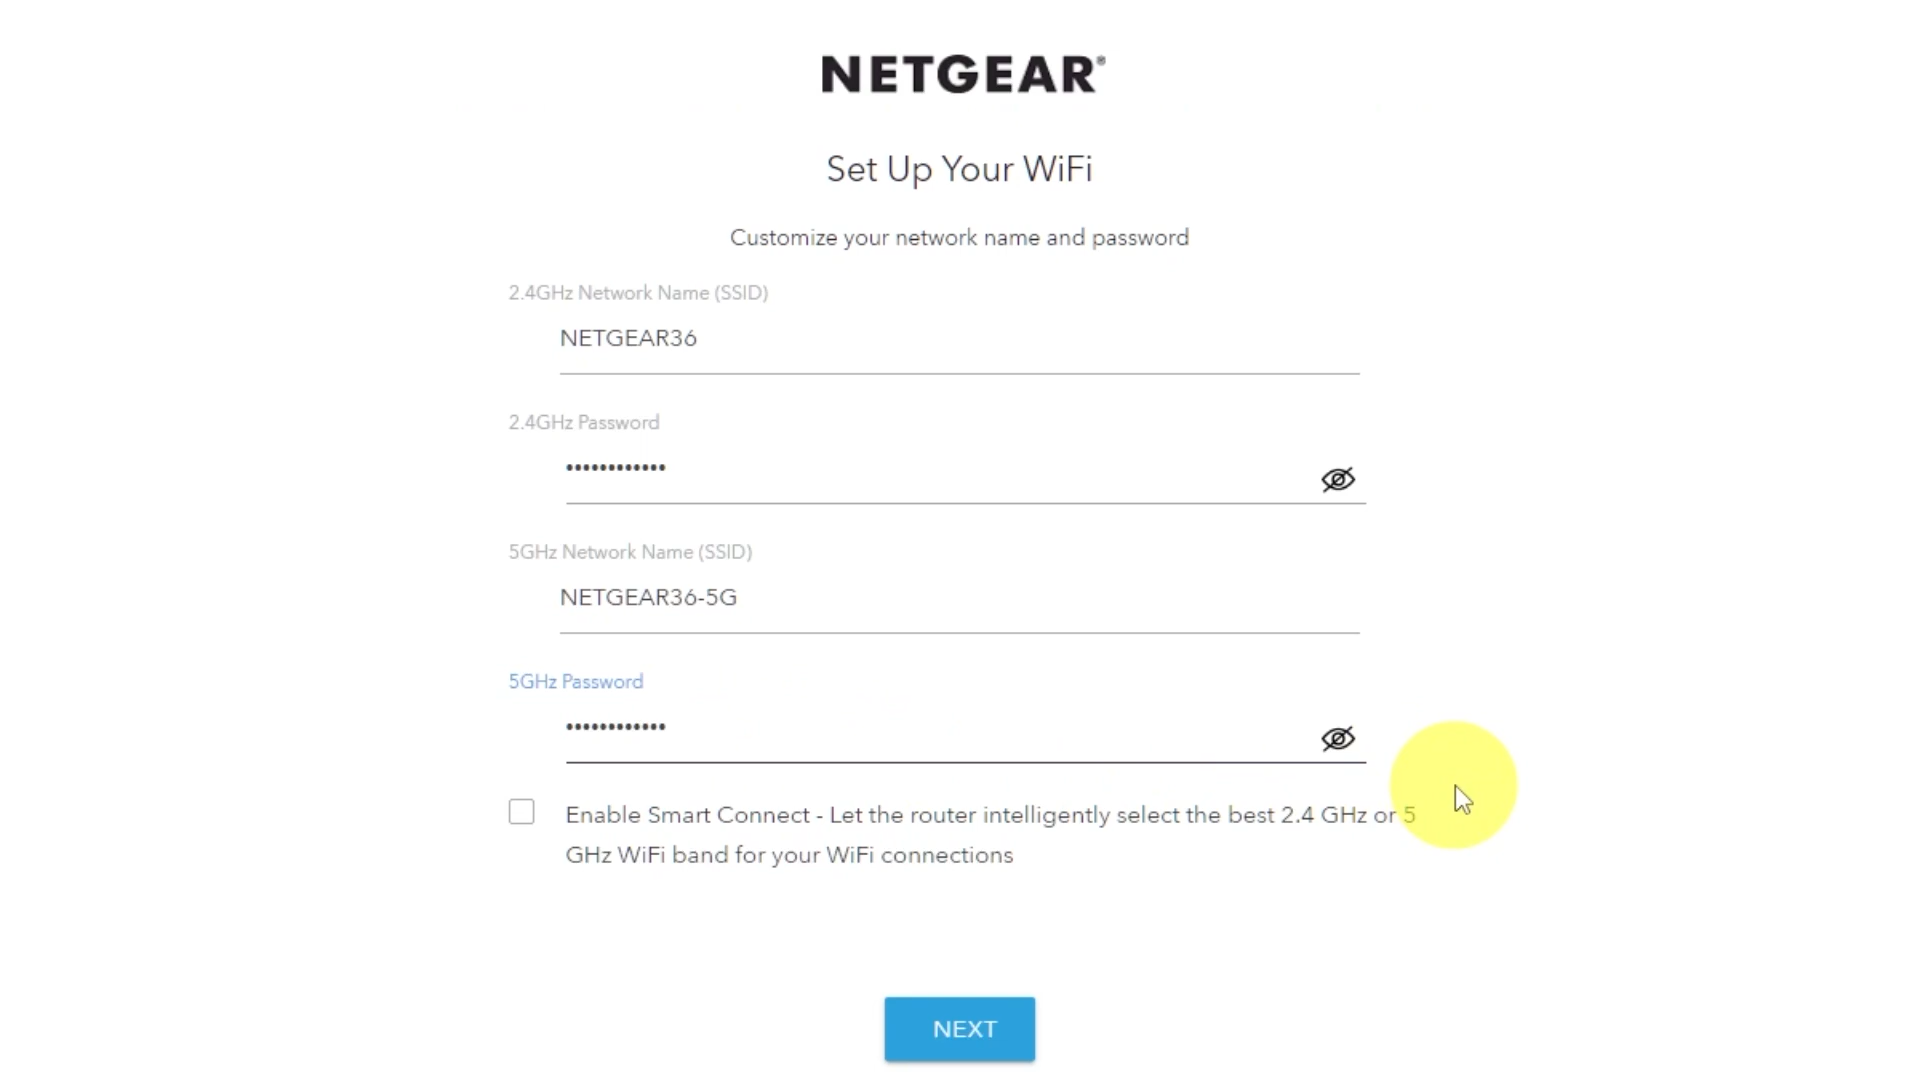 NETGEAR®
Set Up Your WiFi
Customize your network name and password
2.4GHz Network Name (SSID)
NETGEAR36
2.4GHz Password
••••••••••••
5GHz Network Name (SSID)
NETGEAR36-5G
5GHz Password
••••••••••••
Enable Smart Connect - Let the router intelligently select the best 2.4 GHz or 5
GHz WiFi band for your WiFi connections
NEXT